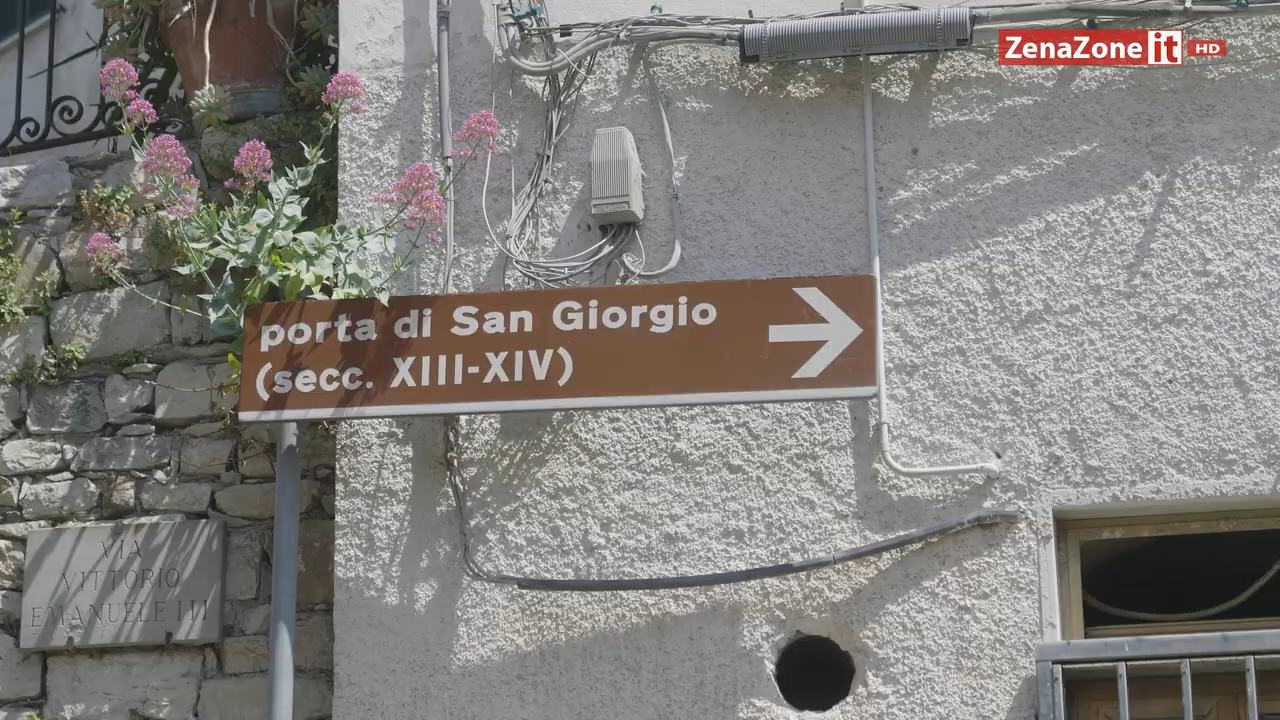 ZenaZone it HD
porta di San Giorgio
(secc. XIII-XIV)
VIA
VITTORIO
EMANUELE III